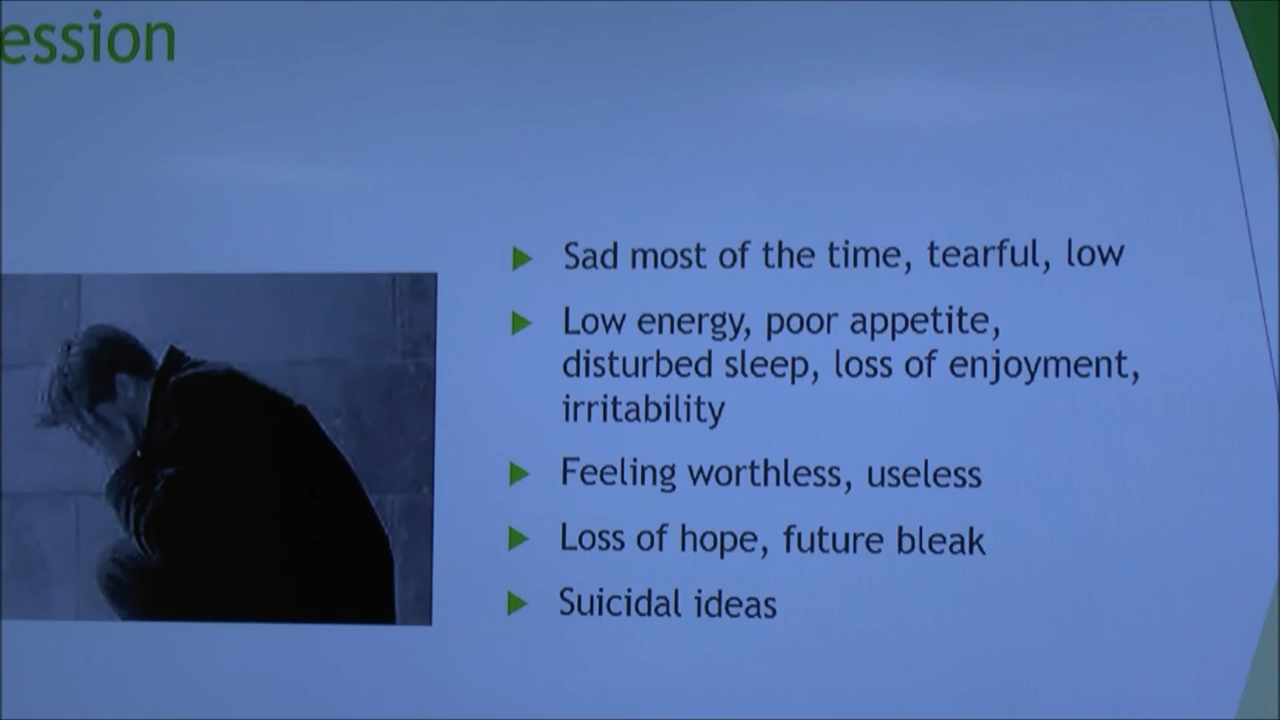 ession
Sad most of the time, tearful, low
Low energy, poor appetite,
disturbed sleep, loss of enjoyment,
irritability
Feeling worthless, useless
Loss of hope, future bleak
Suicidal ideas